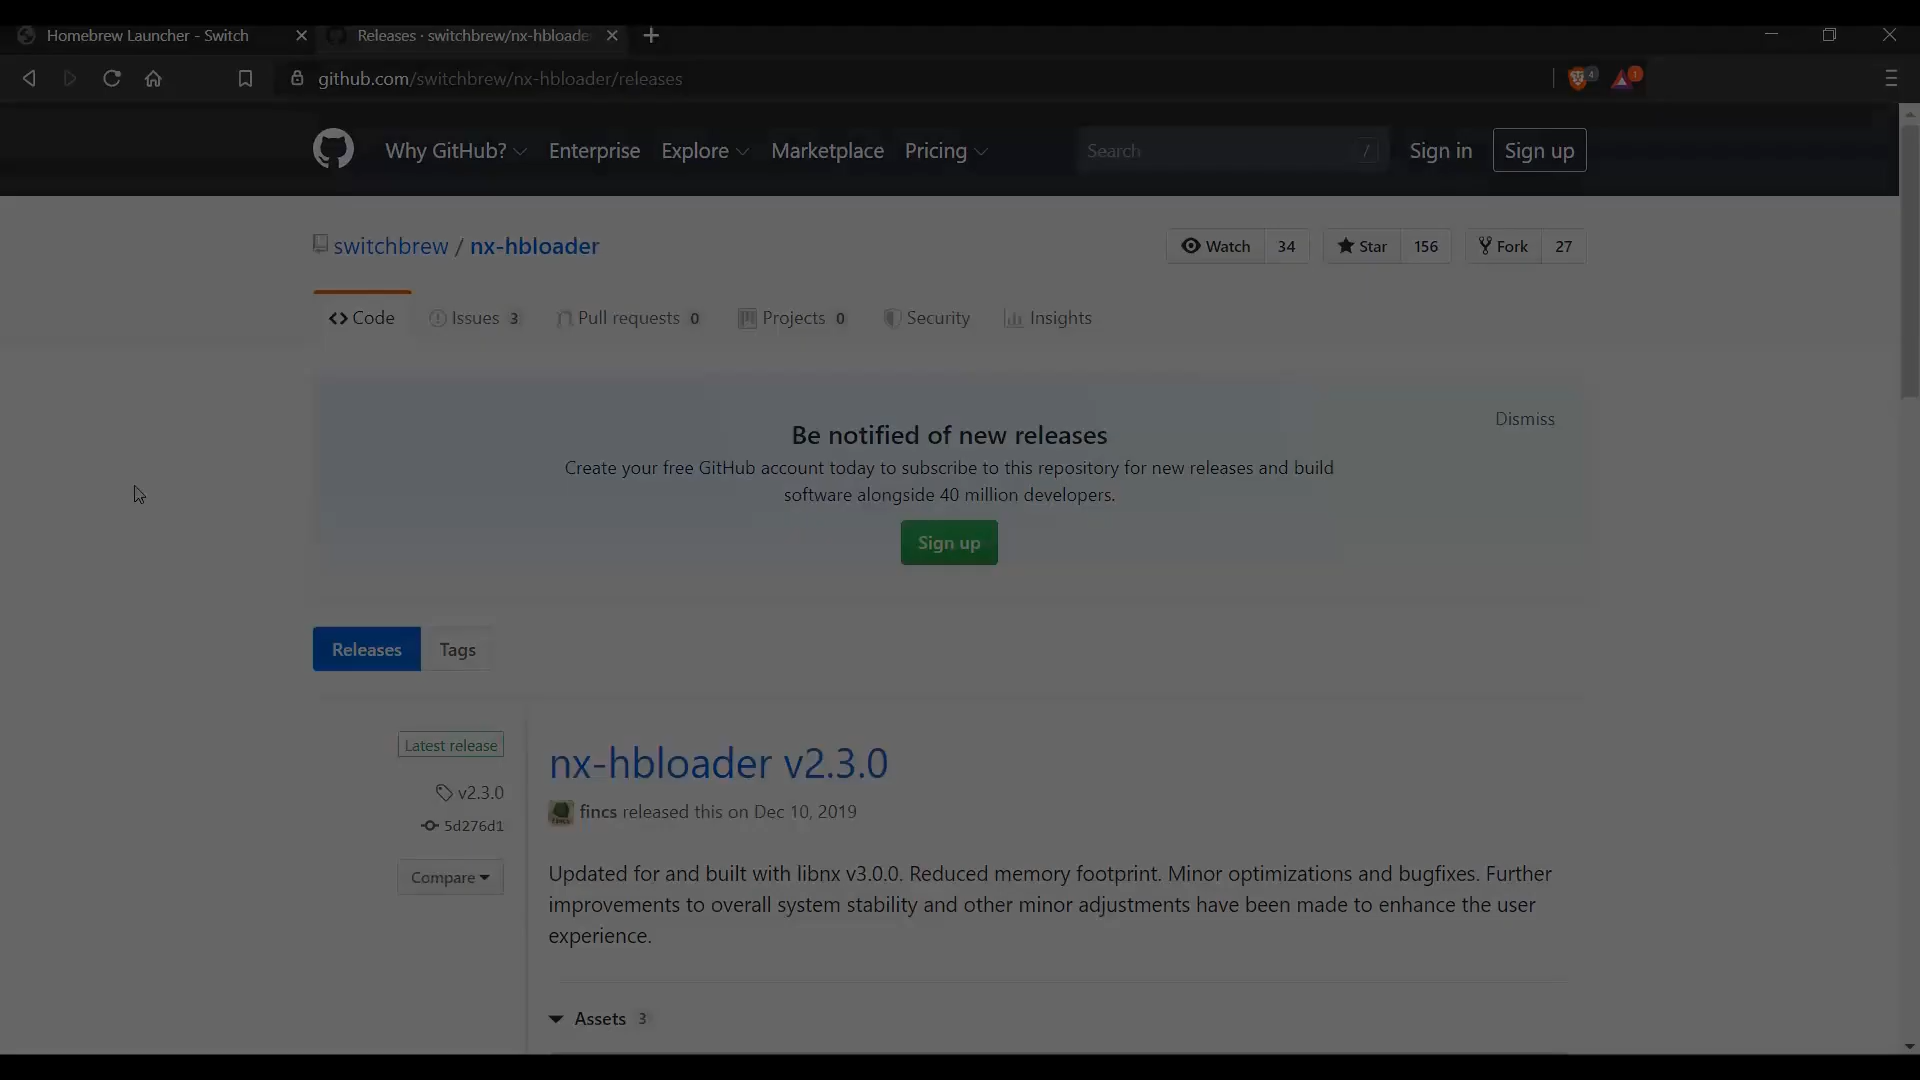 Homebrew Launcher - Switch
Releases · switchbrew/nx-hbloade
github.com/switchbrew/nx-hbloader/releases
4
1
Why GitHub? Enterprise Explore Marketplace Pricing Search / Sign in Sign up
switchbrew / nx-hbloader
Watch 34 Star 156 Fork 27
Code Issues 3 Pull requests 0 Projects 0 Security Insights
Dismiss
Be notified of new releases
Create your free GitHub account today to subscribe to this repository for new releases and build
software alongside 40 million developers.
Sign up
Releases Tags
Latest release
v2.3.0
5d276d1
Compare
nx-hbloader v2.3.0
fincs released this on Dec 10, 2019
Updated for and built with libnx v3.0.0. Reduced memory footprint. Minor optimizations and bugfixes. Further
improvements to overall system stability and other minor adjustments have been made to enhance the user
experience.
Assets 3